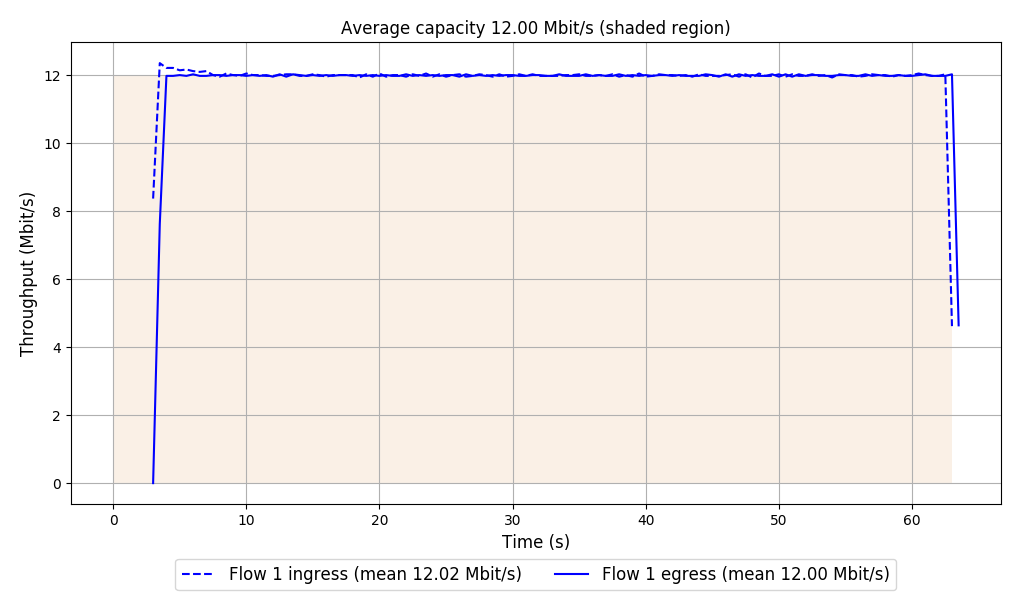 Average capacity 12.00 Mbit/s (shaded region)
Throughput (Mbit/s)
12
10
8
6
4
2
0
0 10 20 30 40 50 60
Time (s)
Flow 1 ingress (mean 12.02 Mbit/s) Flow 1 egress (mean 12.00 Mbit/s)